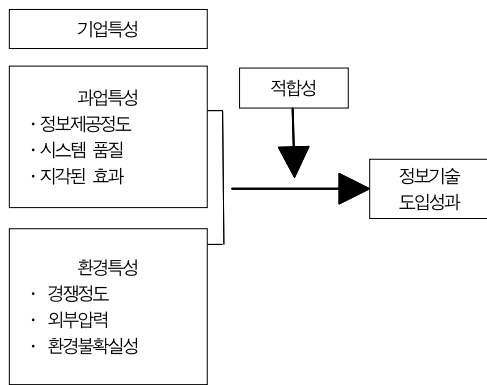 기업특성
과업특성
· 정보제공정도
· 시스템 품질
· 지각된 효과
적합성
정보기술
도입성과
환경특성
· 경쟁정도
· 외부압력
· 환경불확실성